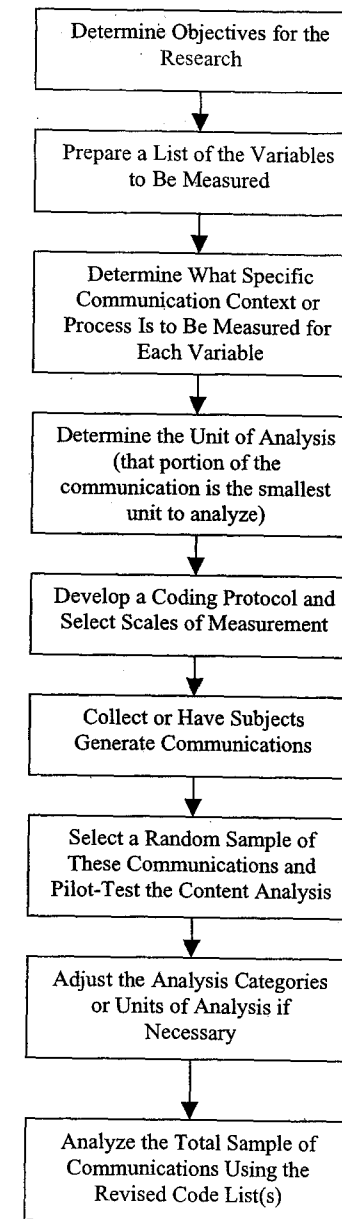 Determine Objectives for the
Research
Prepare a List of the Variables
to Be Measured
Determine What Specific
Communication Context or
Process Is to Be Measured for
Each Variable
Determine the Unit of Analysis
(that portion of the
communication is the smallest
unit to analyze)
Develop a Coding Protocol and
Select Scales of Measurement
Collect or Have Subjects
Generate Communications
Select a Random Sample of
These Communications and
Pilot-Test the Content Analysis
Adjust the Analysis Categories
or Units of Analysis if
Necessary
Analyze the Total Sample of
Communications Using the
Revised Code List(s)